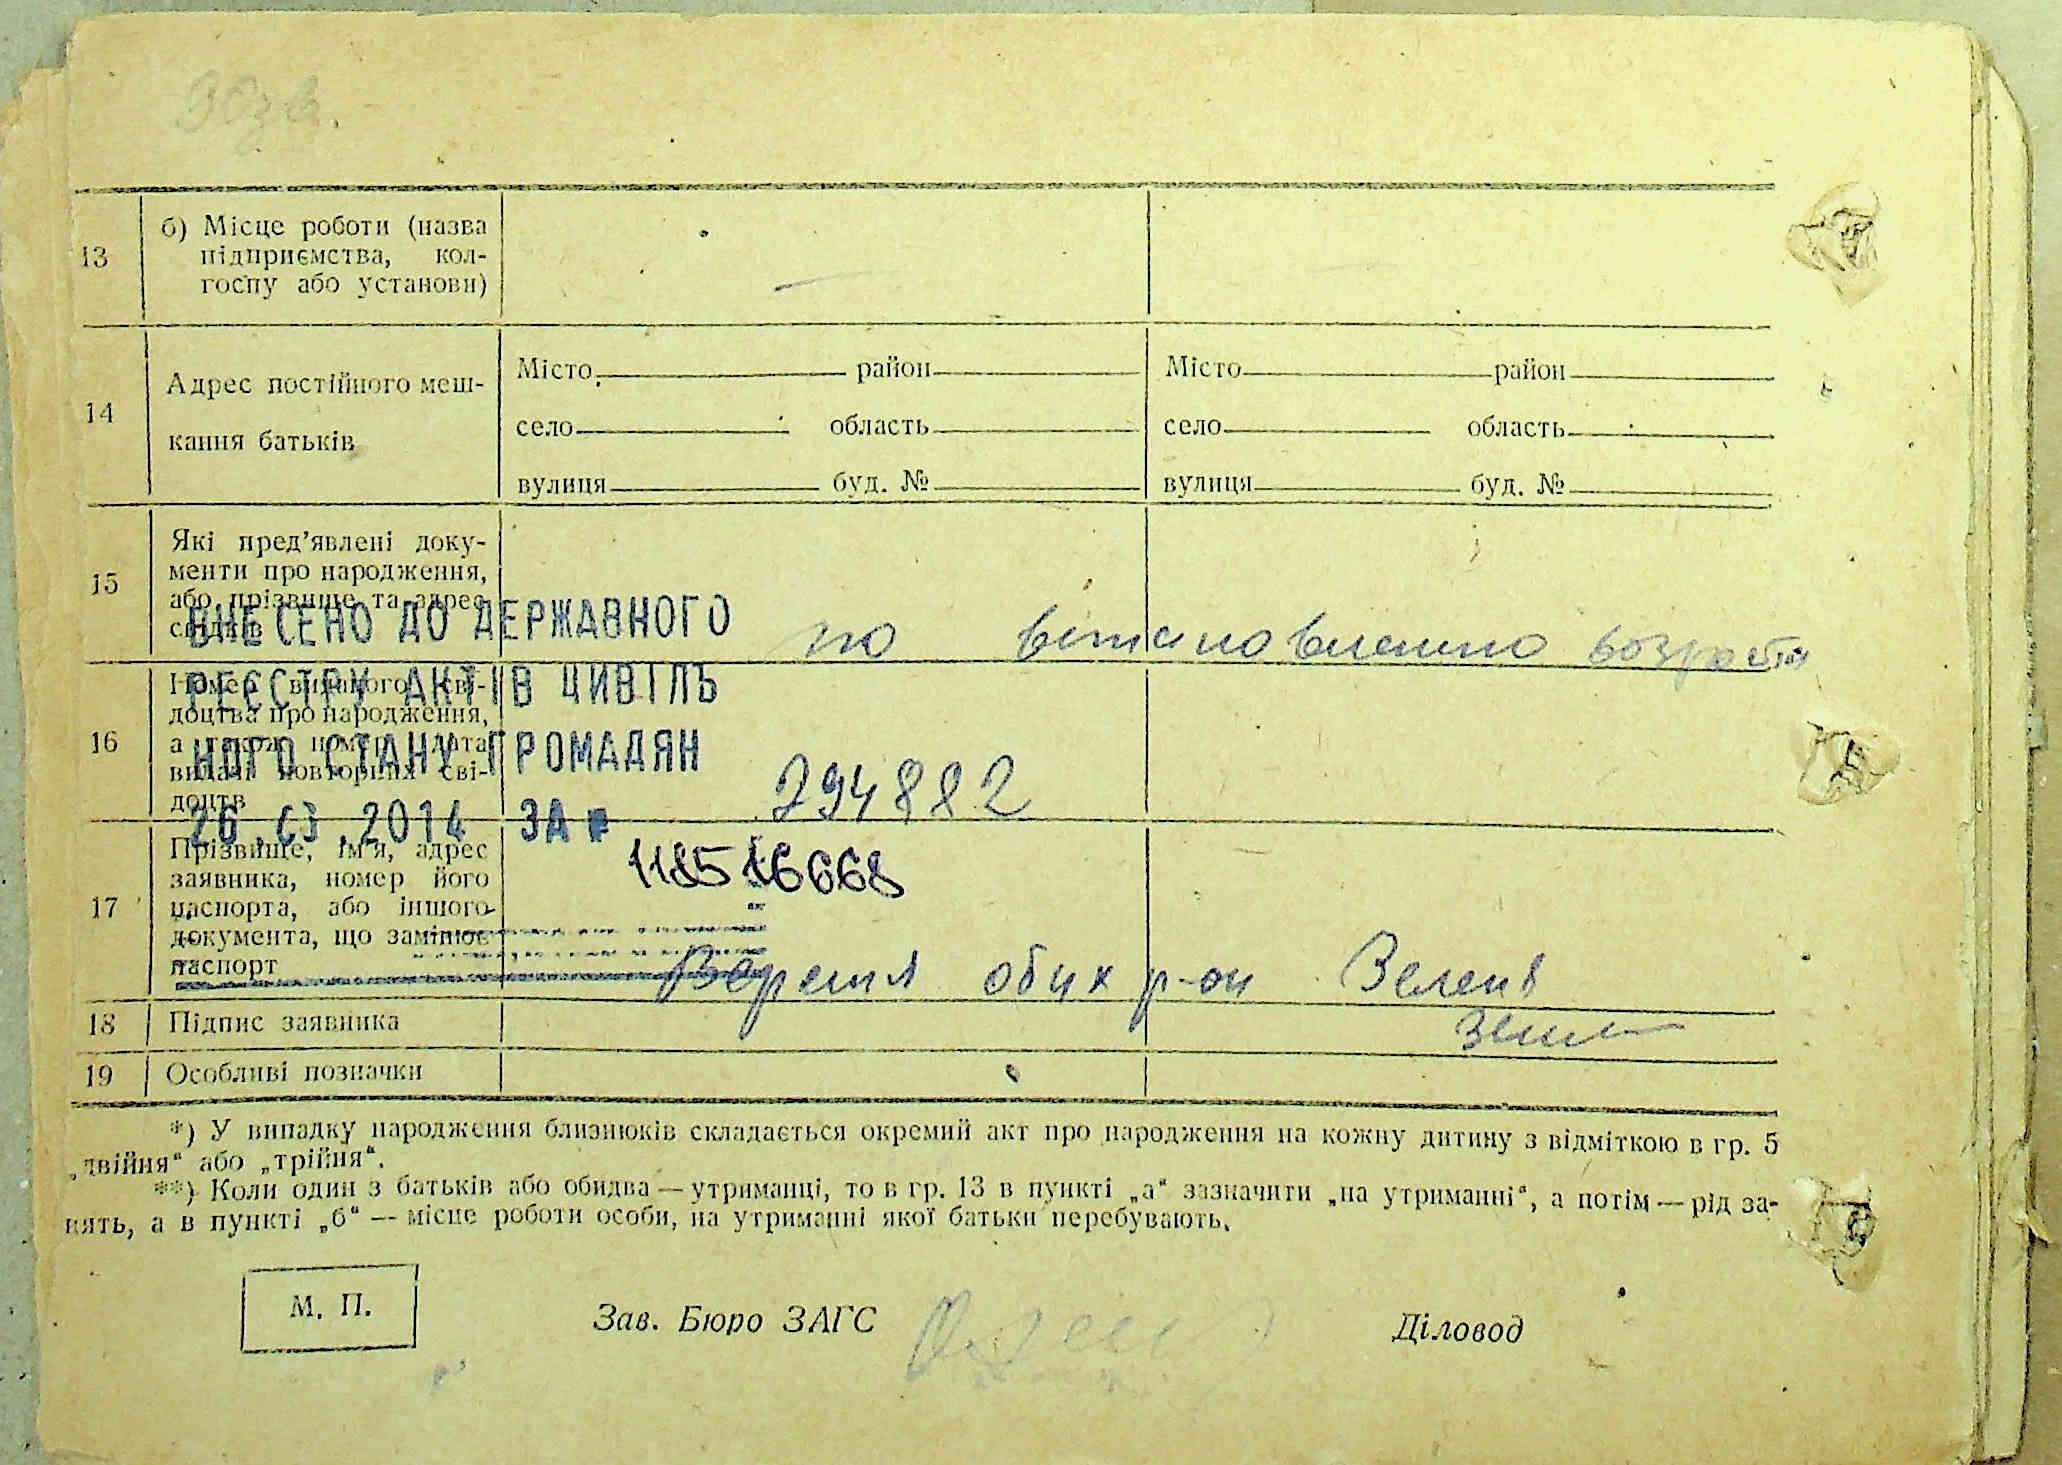 13
б) Місце роботи (назва
підприємства, кол-
госпу або установи)
14
Адрес постійного меш-
кання батьків
Місто район
село область
вулиця буд. №
Місто район
село область
вулиця буд. №
15
Які пред’явлені доку-
менти про народження,
або прізвище та адрес
свідків
по возраста
16
Номер виданого сві-
доцтва про народження,
а також номер дата
видачі повторних сві-
доцтв
294882
ВНЕСЕНО ДО ДЕРЖАВНОГО
РЕЄСТРУ АКТІВ ЦИВІЛЬ
НОГО СТАНУ ГРОМАДЯН
26.03.2014 ЗА №
17
Прізвище, ім’я, адрес
заявника, номер його
паспорта, або іншого
документа, що замінює
паспорт
р-он
18
Підпис заявника
19
Особливі позначки
*) У випадку народження близнюків складається окремий акт про народження на кожну дитину з відміткою в гр. 5
„двійня“ або „трійня“.
**) Коли один з батьків або обидва — утриманці, то в гр. 13 в пункті „а“ зазначити „на утриманні“, а потім — рід за-
нять, а в пункті „б“ — місце роботи особи, на утриманні якої батьки перебувають.
М. П.
Зав. Бюро ЗАГС
Діловод